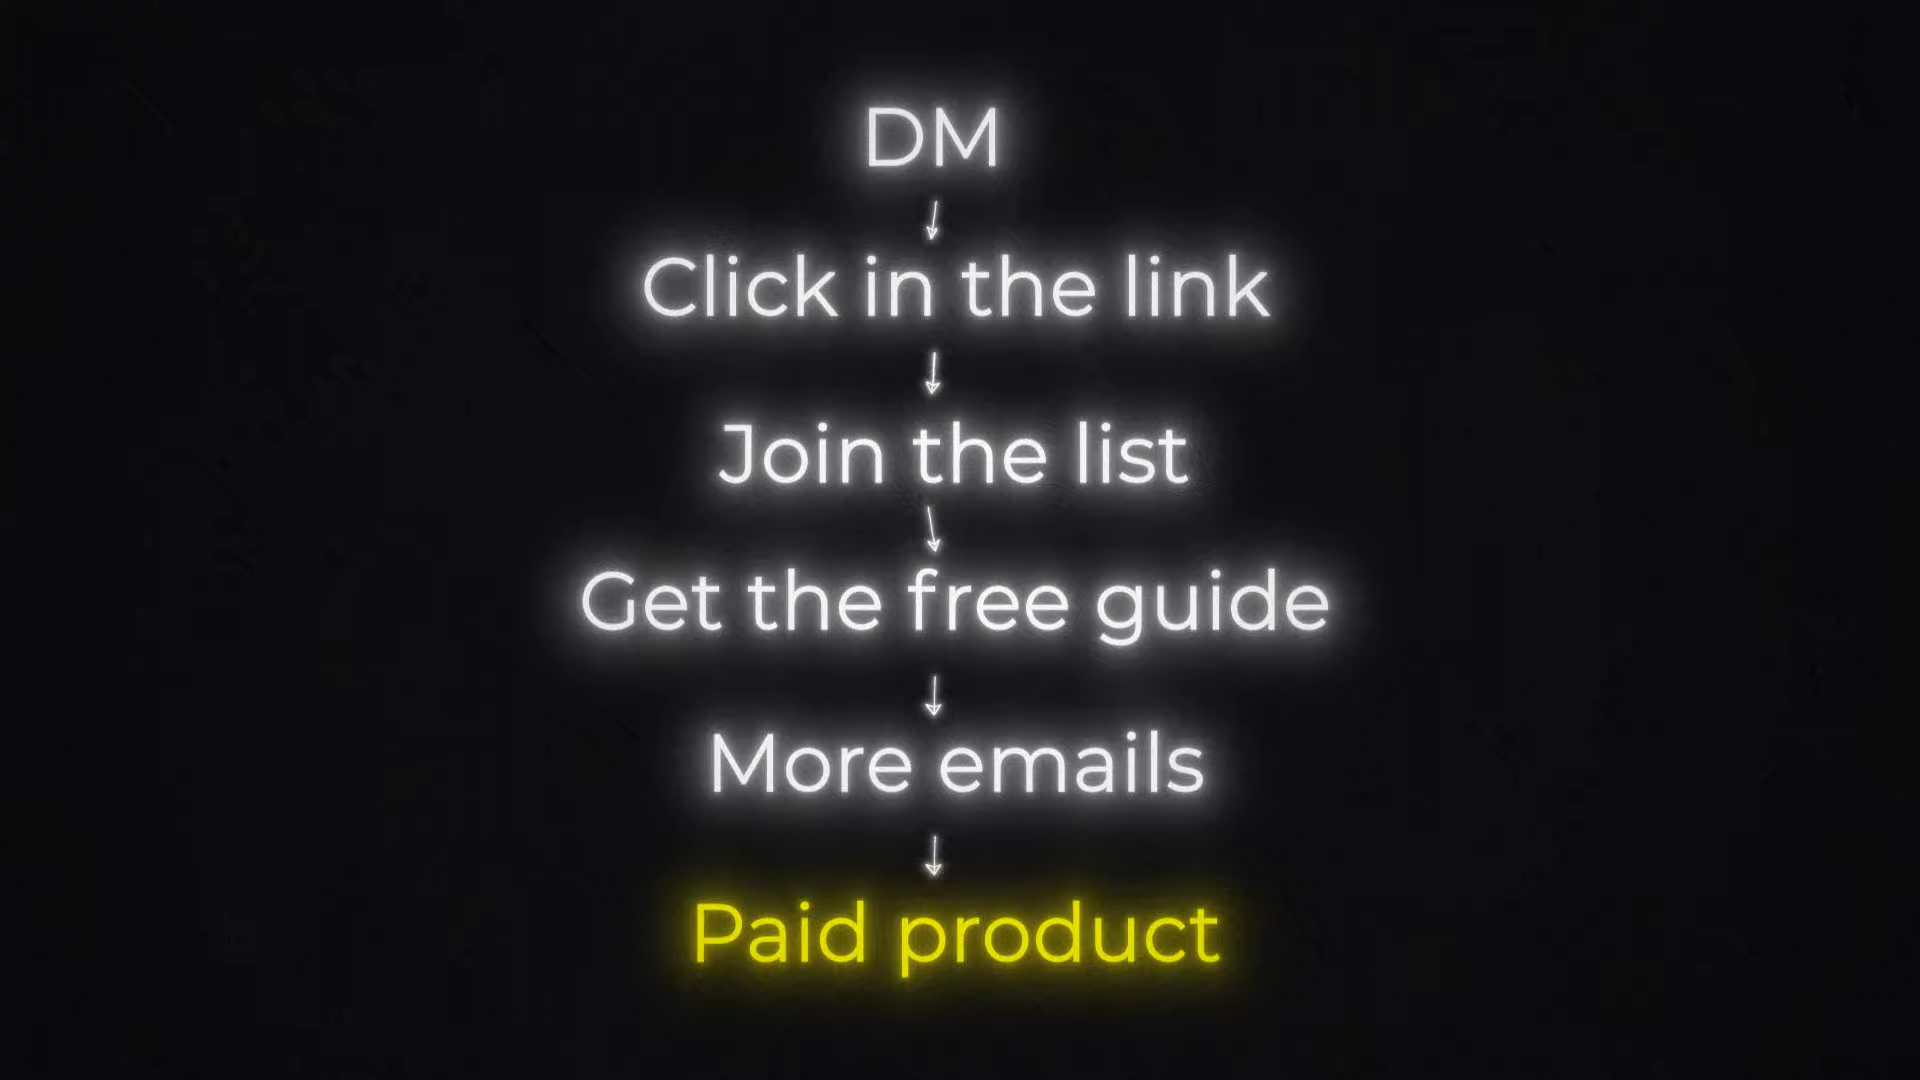 DM
Click in the link
Join the list
Get the free guide
More emails
Paid product